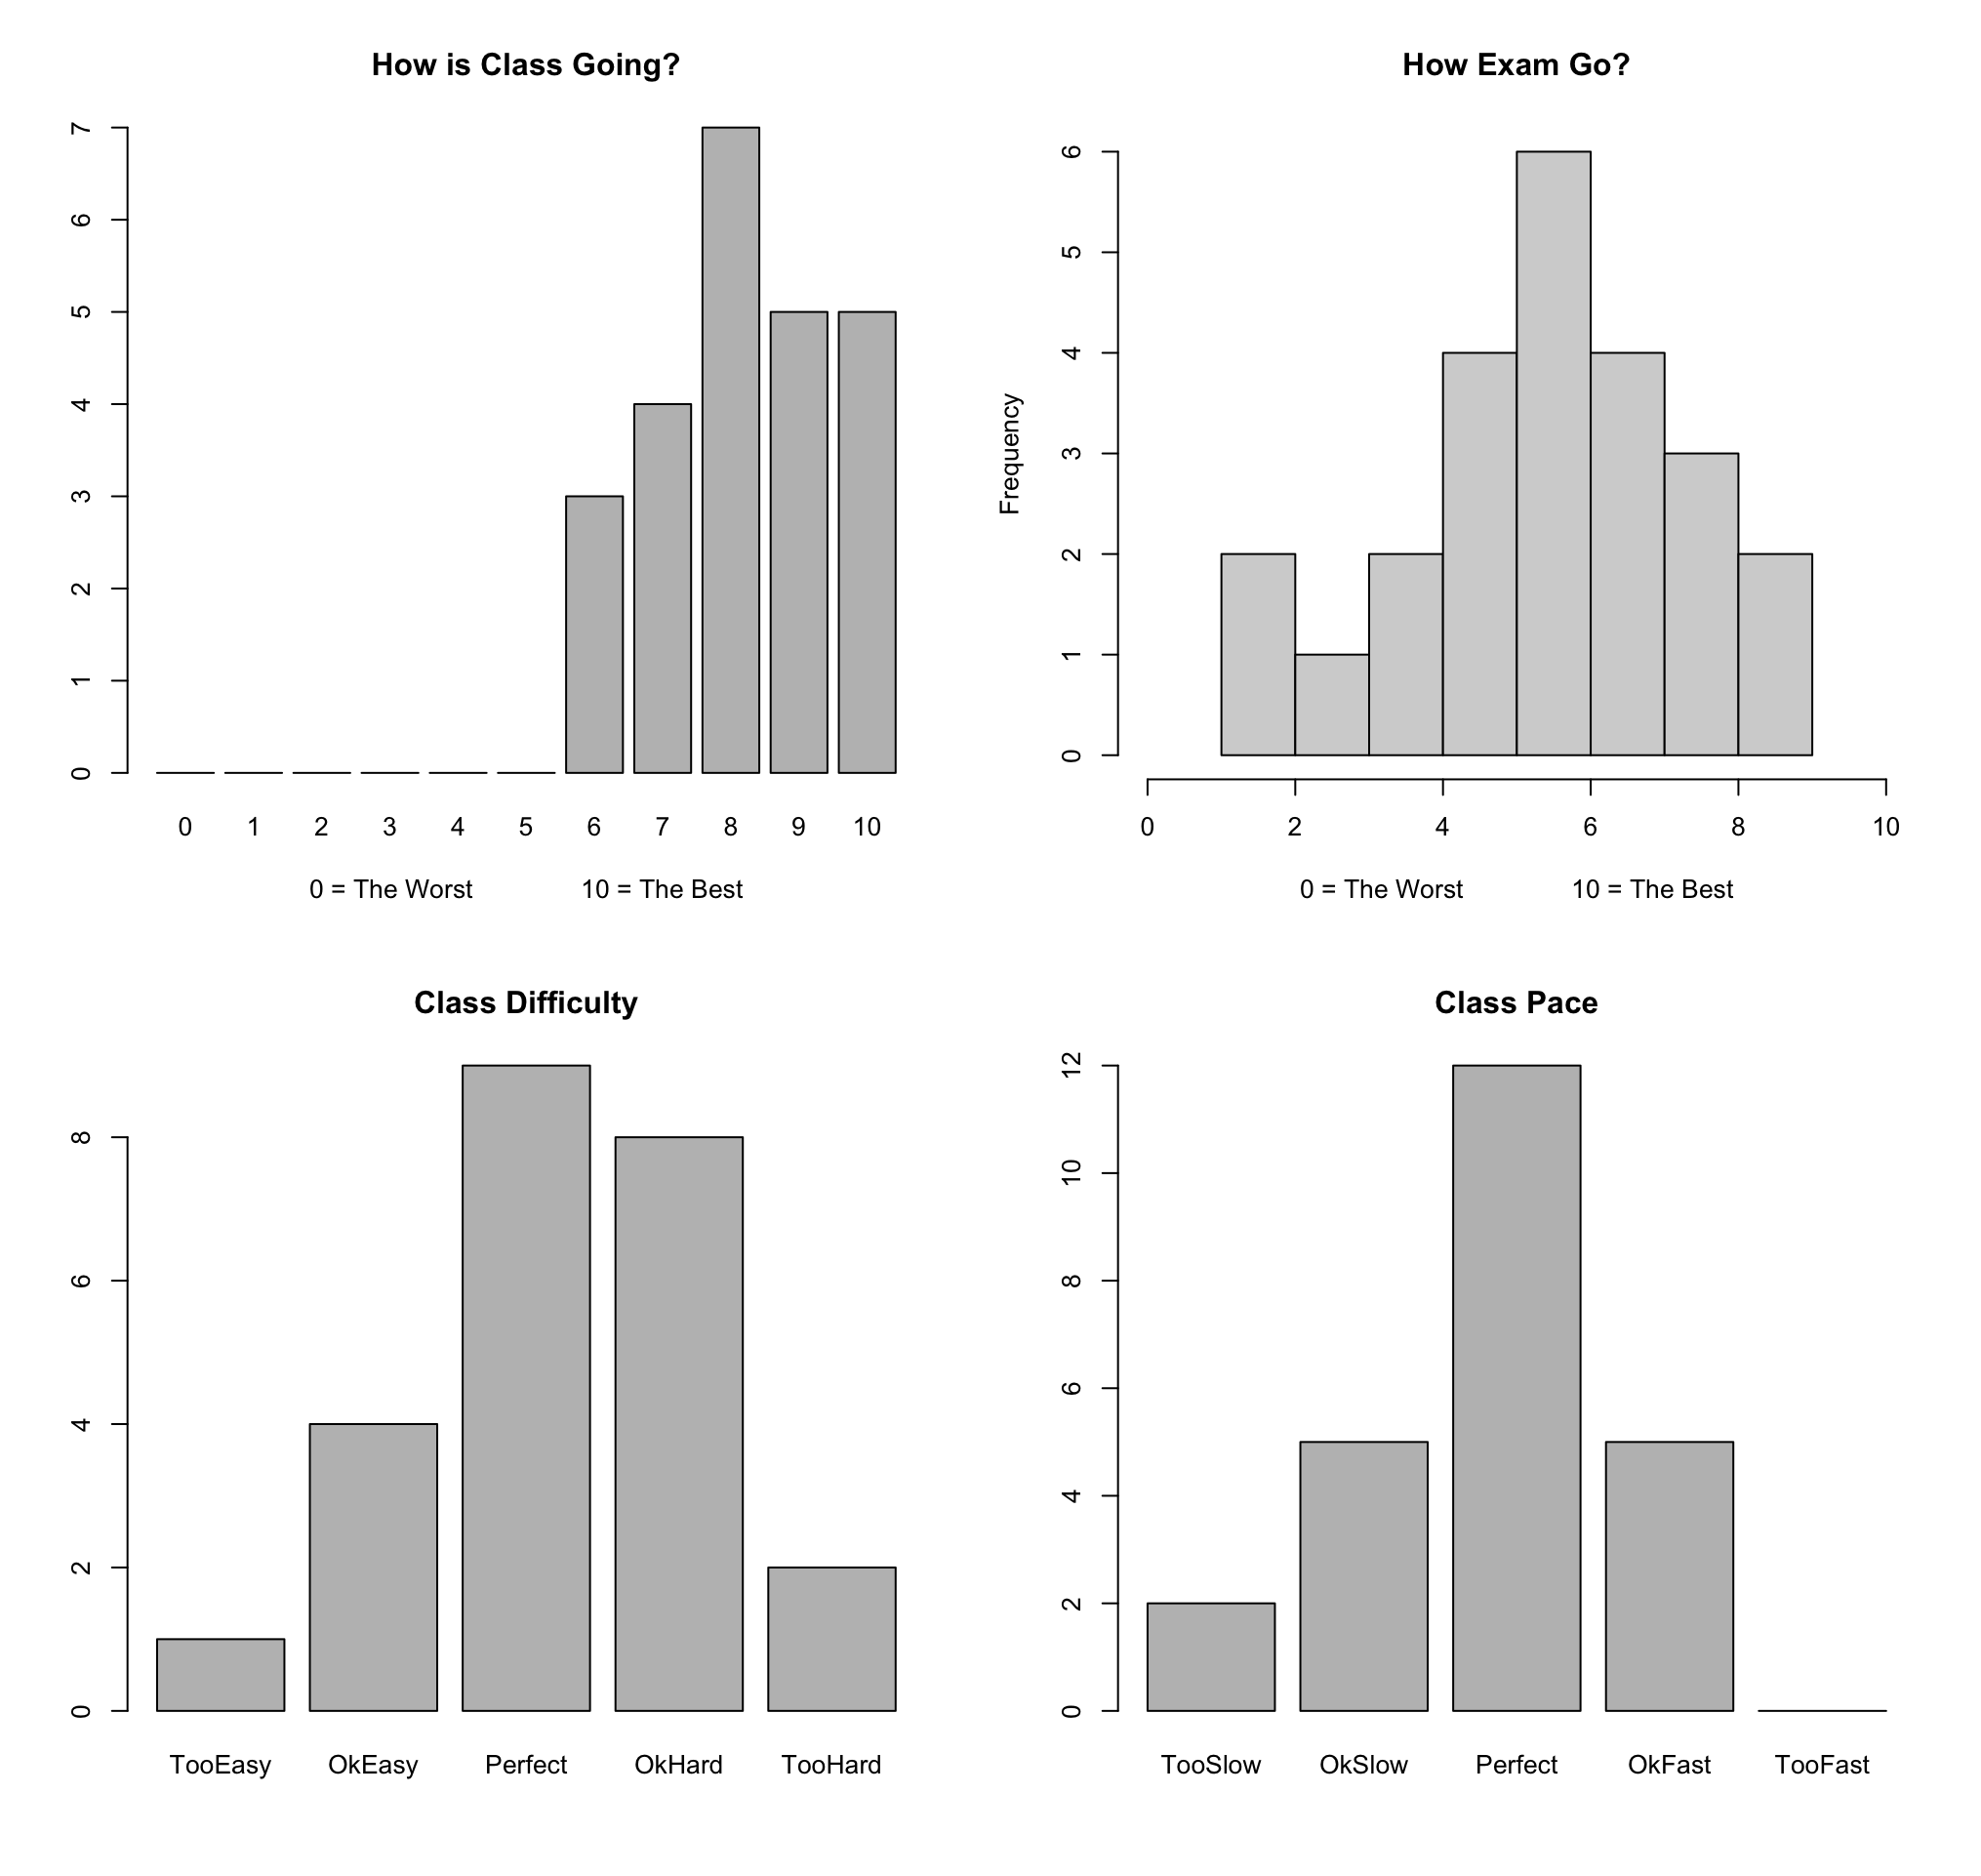 How is Class Going?
7
6
5
4
3
2
1
0
0 1 2 3 4 5 6 7 8 9 10
0 = The Worst 10 = The Best
How Exam Go?
Frequency
6
5
4
3
2
1
0
0 2 4 6 8 10
0 = The Worst 10 = The Best
Class Difficulty
8
6
4
2
0
TooEasy OkEasy Perfect OkHard TooHard
Class Pace
12
10
8
6
4
2
0
TooSlow OkSlow Perfect OkFast TooFast